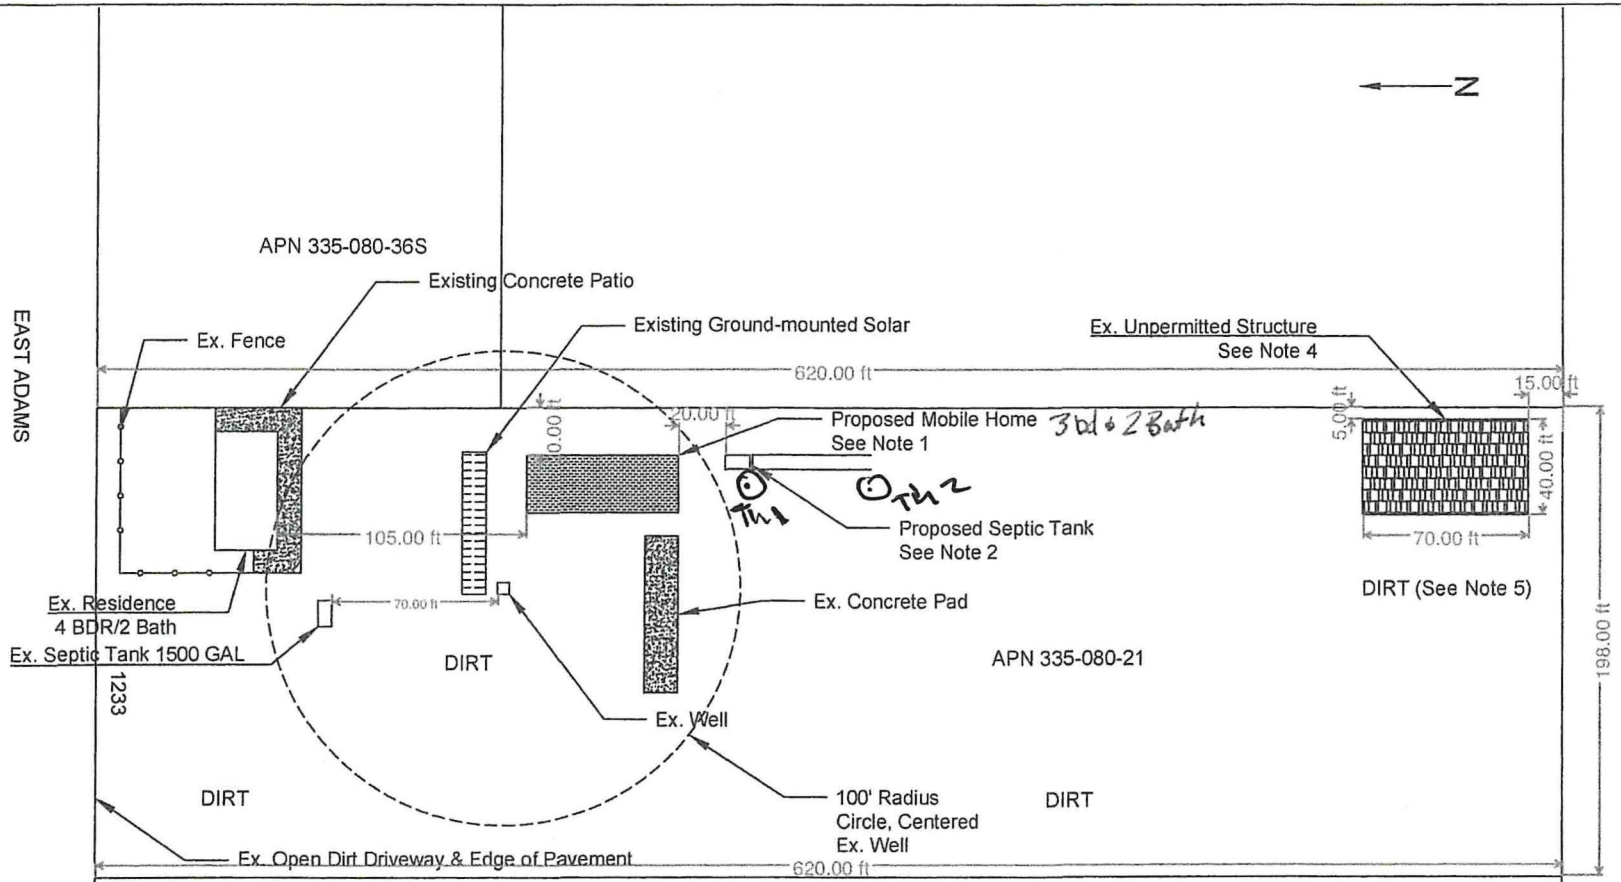 N
APN 335-080-36S
Existing Concrete Patio
EAST ADAMS
Ex. Fence
Existing Ground-mounted Solar
Ex. Unpermitted Structure
See Note 4
620.00 ft
15.00 ft
20.00 ft
5.00 ft
Proposed Mobile Home 3 bd & 2 Bath
See Note 1
40.00 ft
Th1
Th2
105.00 ft
Proposed Septic Tank
See Note 2
70.00 ft
DIRT (See Note 5)
Ex. Residence
4 BDR/2 Bath
70.00 ft
Ex. Concrete Pad
198.00 ft
Ex. Septic Tank 1500 GAL
DIRT
APN 335-080-21
1233
Ex. Well
DIRT
100' Radius
Circle, Centered
Ex. Well
DIRT
Ex. Open Dirt Driveway & Edge of Pavement
620.00 ft